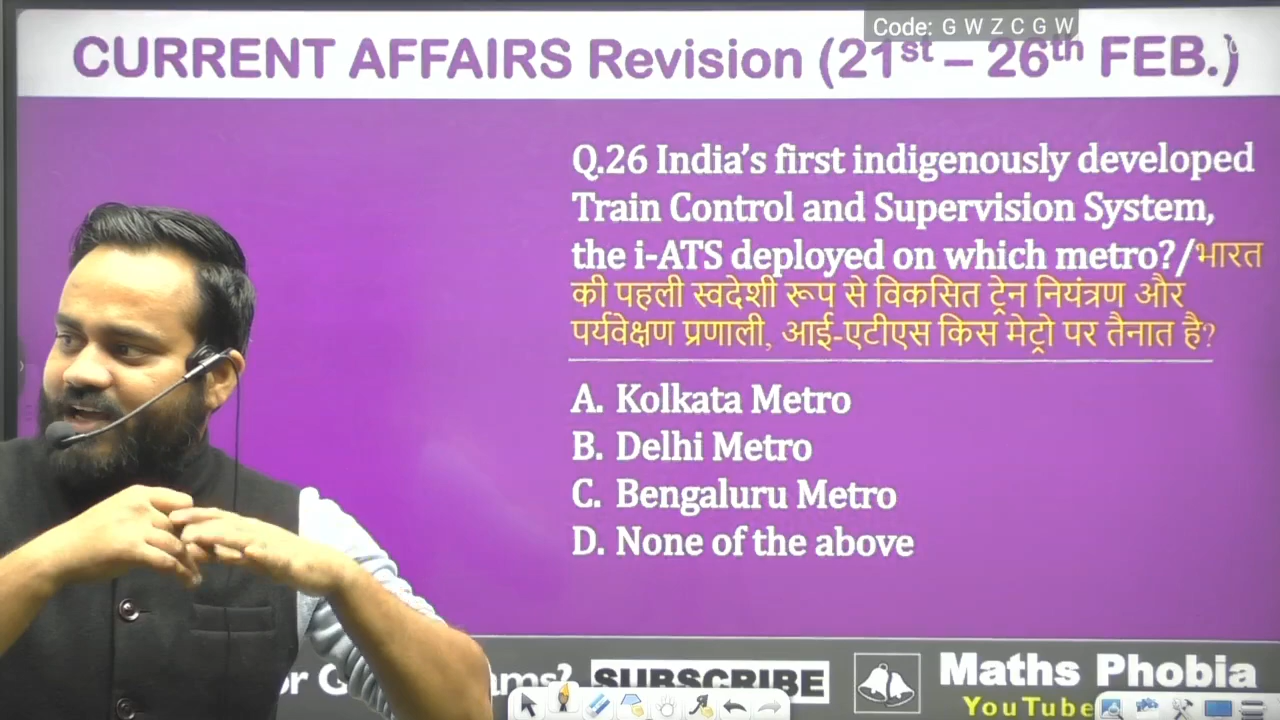 Code: G W Z C G W
CURRENT AFFAIRS Revision (21st – 26th FEB.)
Q.26 India's first indigenously developed
Train Control and Supervision System,
the i-ATS deployed on which metro?/भारत
की पहली स्वदेशी रूप से विकसित ट्रेन नियंत्रण और
पर्यवेक्षण प्रणाली, आई-एटीएस किस मेट्रो पर तैनात है?
A. Kolkata Metro
B. Delhi Metro
C. Bengaluru Metro
D. None of the above
SUBSCRIBE
Maths Phobia
YouTube